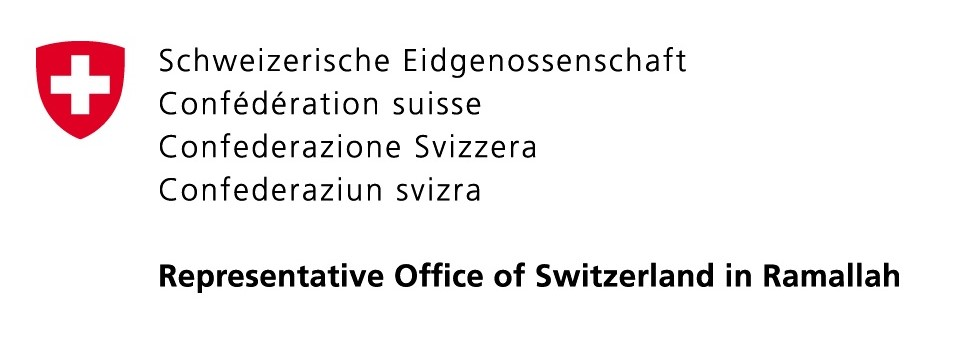 Schweizerische Eidgenossenschaft
Confédération suisse
Confederazione Svizzera
Confederaziun svizra
Representative Office of Switzerland in Ramallah